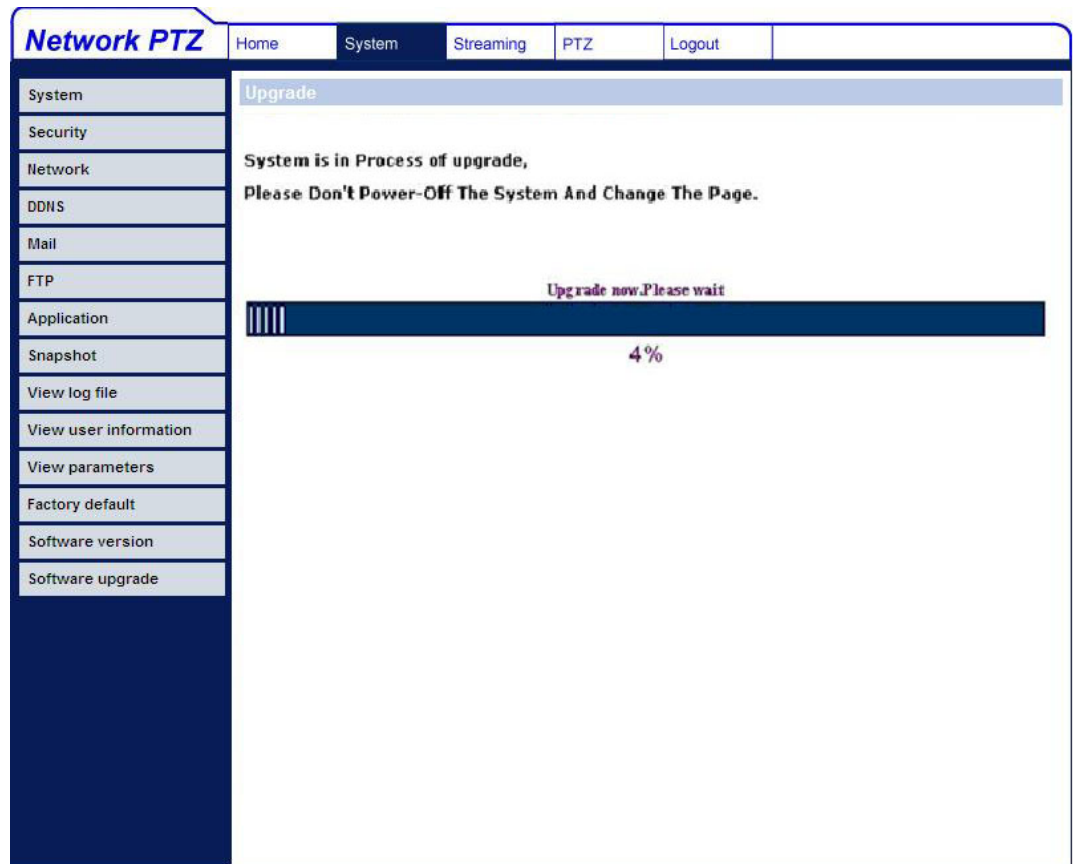 Network PTZ
Home System Streaming PTZ Logout
System
Security
Network
DDNS
Mail
FTP
Application
Snapshot
View log file
View user information
View parameters
Factory default
Software version
Software upgrade
Upgrade
System is in Process of upgrade,
Please Don't Power-Off The System And Change The Page.
Upgrade now.Please wait
4%